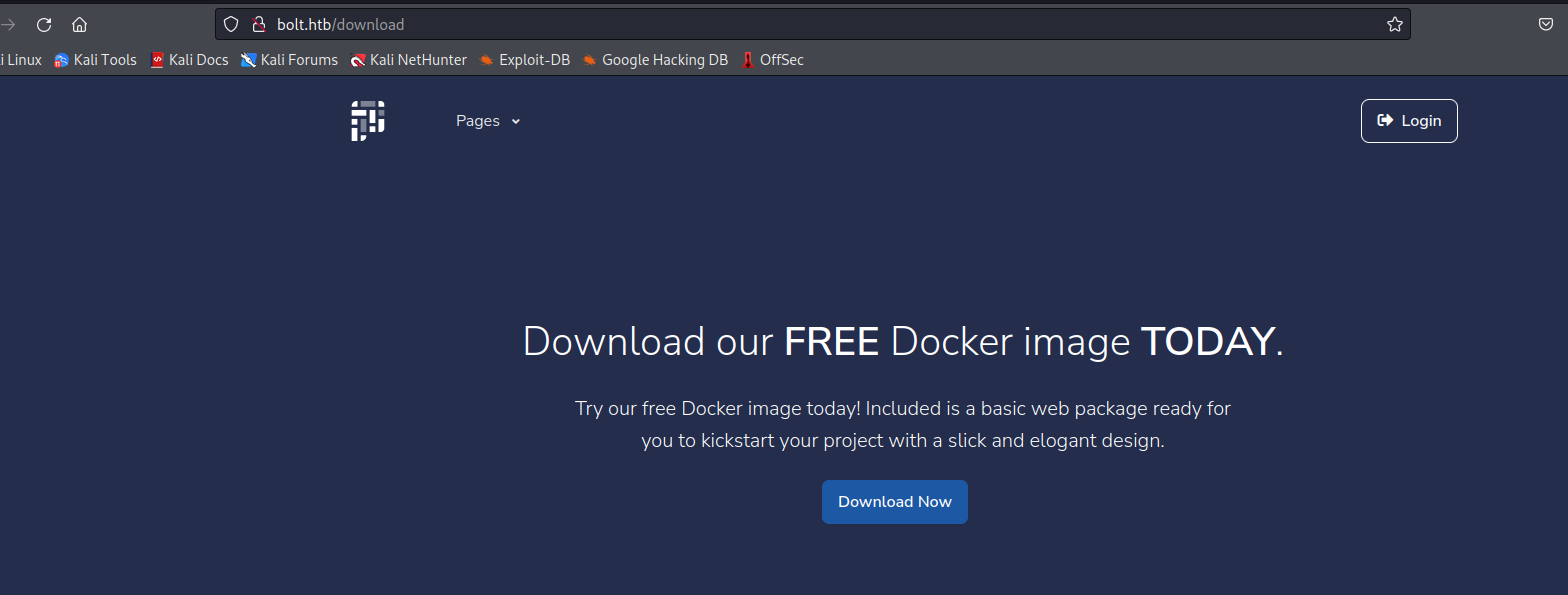 bolt.htb/download
i Linux Kali Tools Kali Docs Kali Forums Kali NetHunter Exploit-DB Google Hacking DB OffSec
Pages Login
Download our FREE Docker image TODAY.
Try our free Docker image today! Included is a basic web package ready for
you to kickstart your project with a slick and elogant design.
Download Now